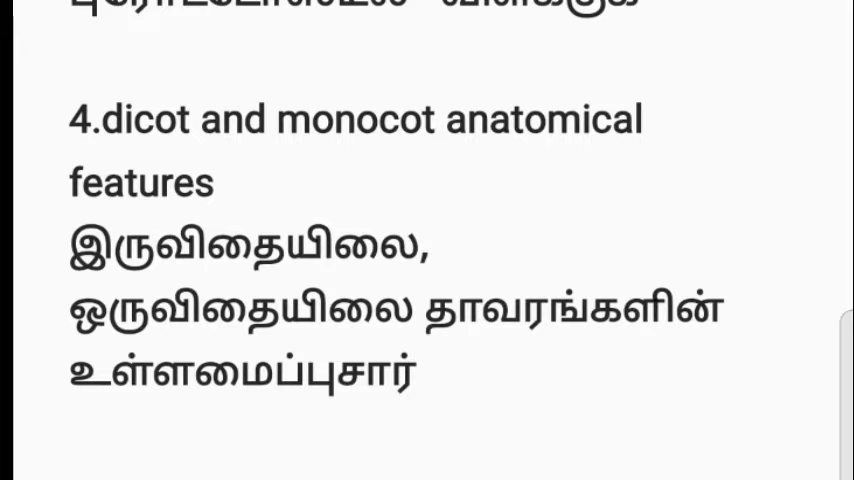 4.dicot and monocot anatomical
features
இருவிதையிலை,
ஒருவிதையிலை தாவரங்களின்
உள்ளமைப்புசார்